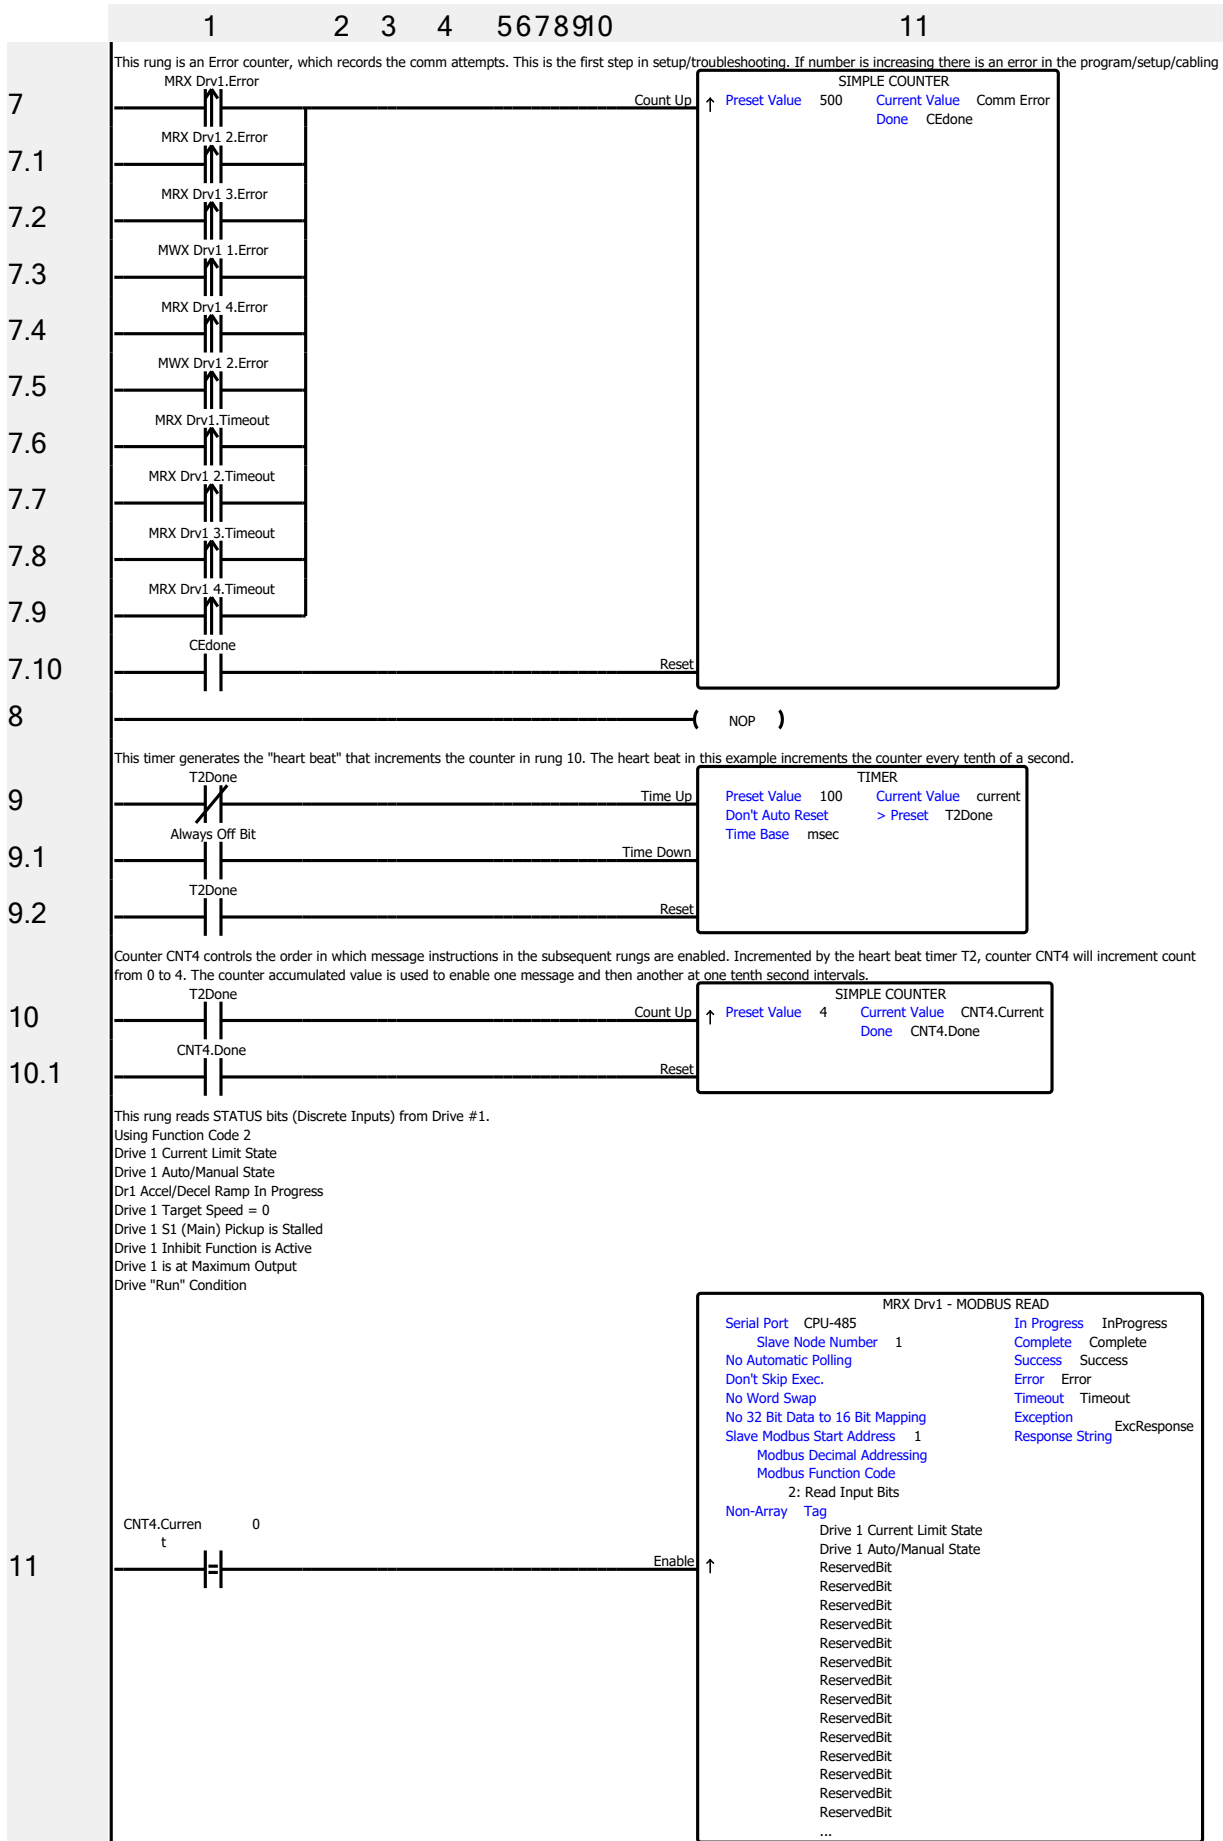 1 2 3 4 5 6 7 8 9 10 11
This rung is an Error counter, which records the comm attempts. This is the first step in setup/troubleshooting. If number is increasing there is an error in the program/setup/cabling
MRX Drv1.Error
SIMPLE COUNTER
7 Count Up ↑ Preset Value 500 Current Value Comm Error
Done CEdone
MRX Drv1 2.Error
7.1
MRX Drv1 3.Error
7.2
MWX Drv1 1.Error
7.3
MRX Drv1 4.Error
7.4
MWX Drv1 2.Error
7.5
MRX Drv1.Timeout
7.6
MRX Drv1 2.Timeout
7.7
MRX Drv1 3.Timeout
7.8
MRX Drv1 4.Timeout
7.9
CEdone
7.10 Reset
8 ( NOP )
This timer generates the "heart beat" that increments the counter in rung 10. The heart beat in this example increments the counter every tenth of a second.
T2Done
TIMER
9 Time Up Preset Value 100 Current Value current
Don't Auto Reset > Preset T2Done
Time Base msec
Always Off Bit
9.1 Time Down
T2Done
9.2 Reset
Counter CNT4 controls the order in which message instructions in the subsequent rungs are enabled. Incremented by the heart beat timer T2, counter CNT4 will increment count
from 0 to 4. The counter accumulated value is used to enable one message and then another at one tenth second intervals.
T2Done
SIMPLE COUNTER
10 Count Up ↑ Preset Value 4 Current Value CNT4.Current
Done CNT4.Done
CNT4.Done
10.1 Reset
This rung reads STATUS bits (Discrete Inputs) from Drive #1.
Using Function Code 2
Drive 1 Current Limit State
Drive 1 Auto/Manual State
Dr1 Accel/Decel Ramp In Progress
Drive 1 Target Speed = 0
Drive 1 S1 (Main) Pickup is Stalled
Drive 1 Inhibit Function is Active
Drive 1 is at Maximum Output
Drive "Run" Condition
MRX Drv1 - MODBUS READ
Serial Port CPU-485 In Progress InProgress
Slave Node Number 1 Complete Complete
No Automatic Polling Success Success
Don't Skip Exec. Error Error
No Word Swap Timeout Timeout
No 32 Bit Data to 16 Bit Mapping Exception
Slave Modbus Start Address 1 Response String ExcResponse
Modbus Decimal Addressing
Modbus Function Code
2: Read Input Bits
Non-Array Tag
CNT4.Curren 0
t
Drive 1 Current Limit State
Drive 1 Auto/Manual State
11 = Enable ↑ ReservedBit
ReservedBit
ReservedBit
ReservedBit
ReservedBit
ReservedBit
ReservedBit
ReservedBit
ReservedBit
ReservedBit
ReservedBit
ReservedBit
ReservedBit
ReservedBit
...